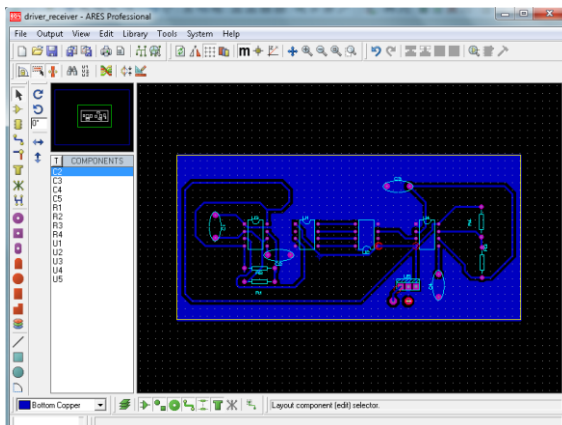 driver_receiver - ARES Professional
File Output View Edit Library Tools System Help
0°
T COMPONENTS
C2
C3
C4
C5
R1
R2
R3
R4
U1
U2
U3
U4
U5
Bottom Copper
Layout component (edit) selector.